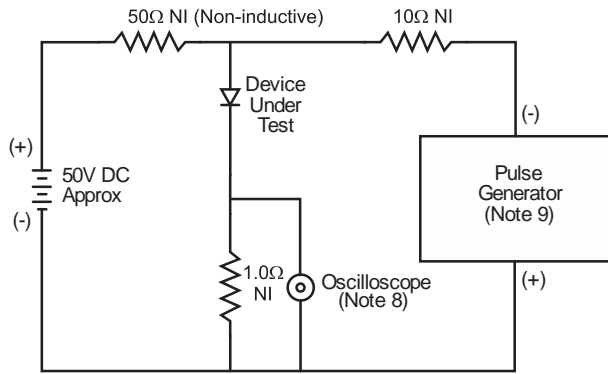 50Ω NI (Non-inductive)
10Ω NI
Device
Under
Test
(-)
(+)
50V DC
Approx
(-)
Pulse
Generator
(Note 9)
1.0Ω
NI
Oscilloscope
(Note 8)
(+)